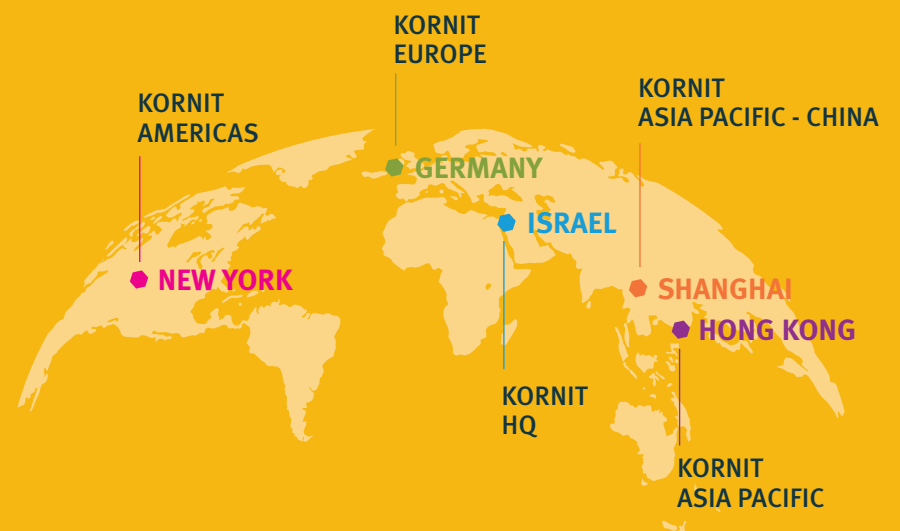 KORNIT
EUROPE
KORNIT
ASIA PACIFIC - CHINA
KORNIT
AMERICAS
GERMANY
ISRAEL
NEW YORK
SHANGHAI
HONG KONG
KORNIT
HQ
KORNIT
ASIA PACIFIC